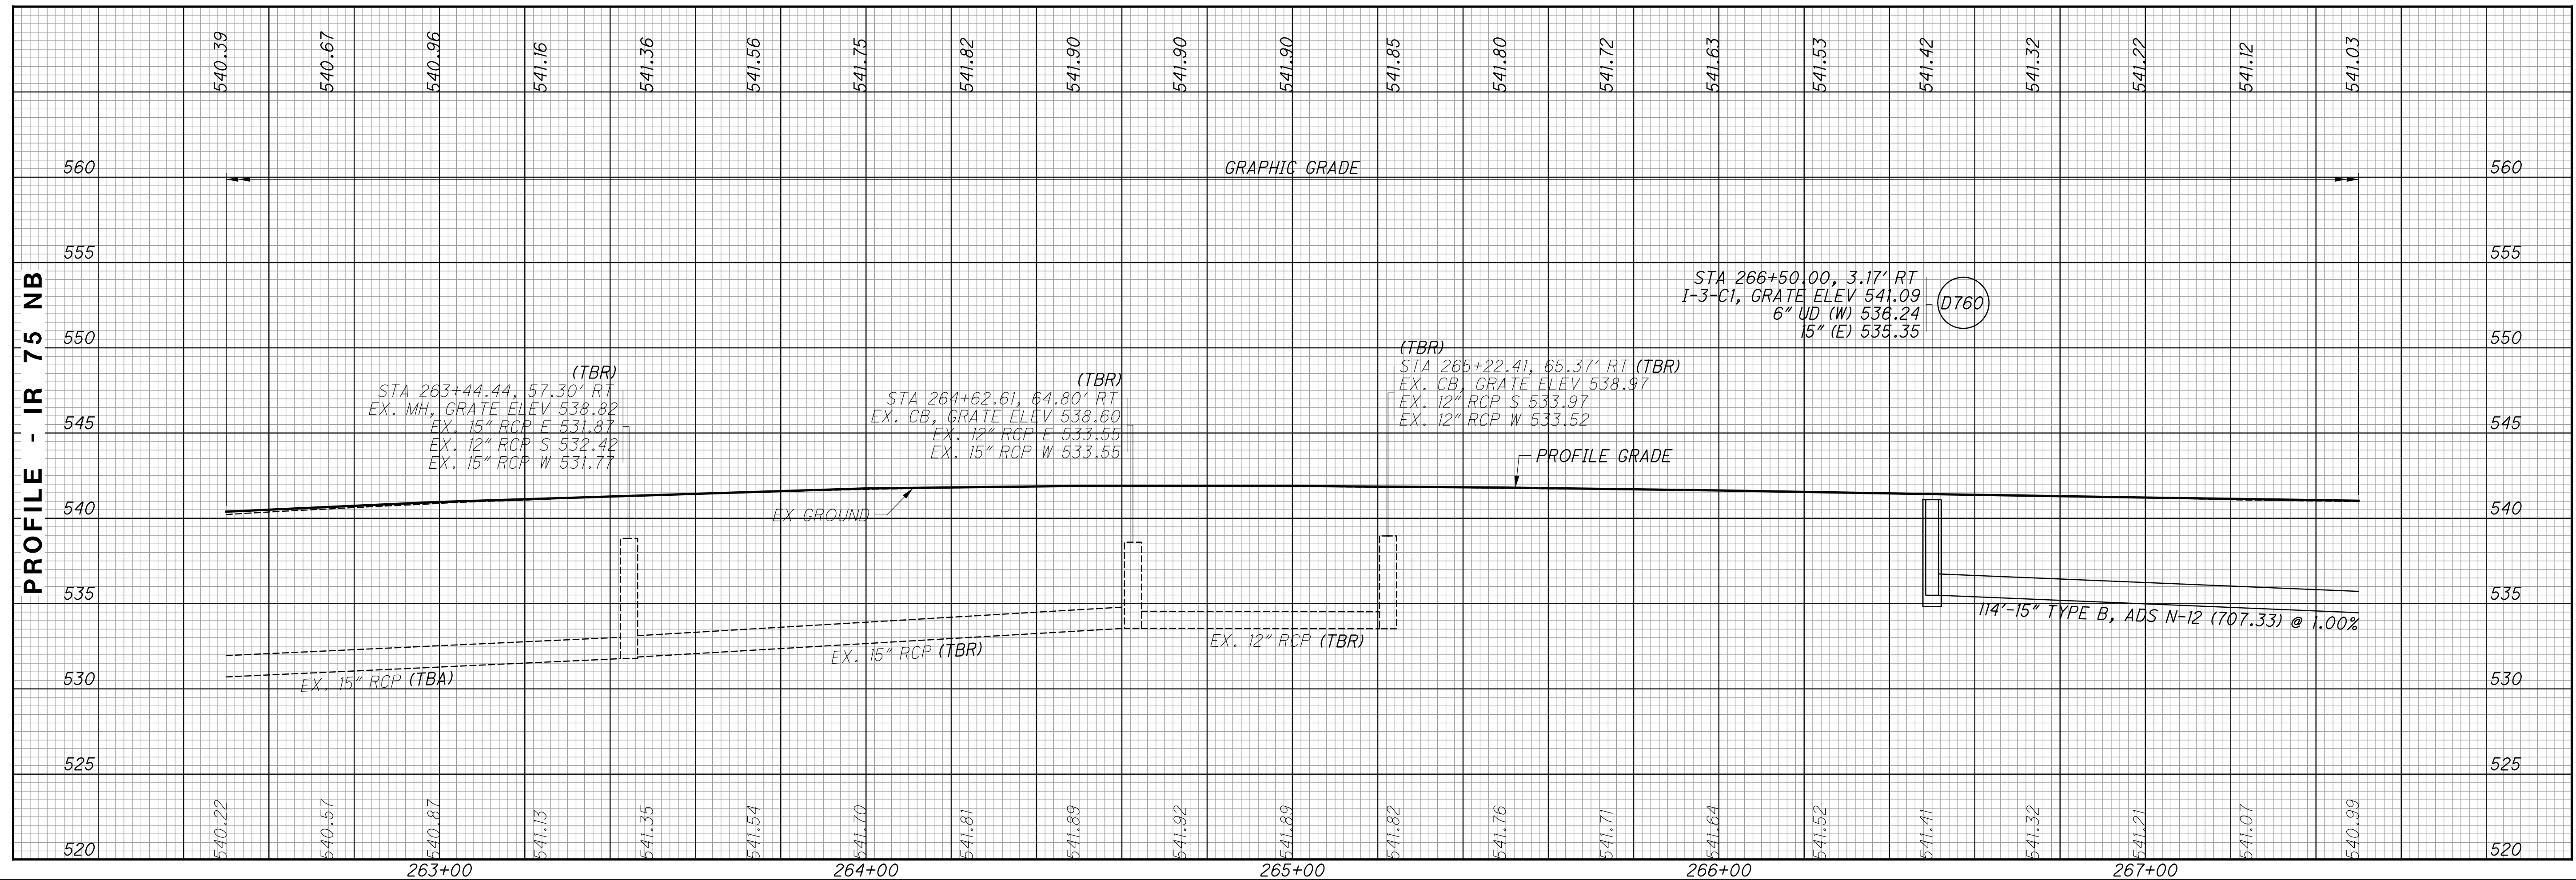 540.39 540.67 540.96 541.16 541.36 541.56 541.75 541.82 541.90 541.90 541.90 541.85 541.80 541.72 541.63 541.53 541.42 541.32 541.22 541.12 541.03
PROFILE - IR 75 NB
560 GRAPHIC GRADE 560
555 555
STA 266+50.00, 3.17' RT
I-3-C1, GRATE ELEV 541.09
6" UD (W) 536.24
15" (E) 535.35
D760
550 550
(TBR)
STA 263+44.44, 57.30' RT
EX. MH, GRATE ELEV 538.82
EX. 15" RCP E 531.87
EX. 12" RCP S 532.42
EX. 15" RCP W 531.77
(TBR)
STA 264+62.61, 64.80' RT
EX. CB, GRATE ELEV 538.60
EX. 12" RCP E 533.55
EX. 15" RCP W 533.55
(TBR)
STA 265+22.41, 65.37' RT (TBR)
EX. CB, GRATE ELEV 538.97
EX. 12" RCP S 533.97
EX. 12" RCP W 533.52
545 545
PROFILE GRADE
540 EX GROUND 540
535 535
114'-15" TYPE B, ADS N-12 (707.33) @ 1.00%
EX. 12" RCP (TBR)
EX. 15" RCP (TBR)
EX. 15" RCP (TBA)
530 530
525 525
540.22 540.57 540.87 541.13 541.35 541.54 541.70 541.81 541.89 541.92 541.89 541.82 541.76 541.71 541.64 541.52 541.41 541.32 541.21 541.07 540.99
520 520
263+00 264+00 265+00 266+00 267+00